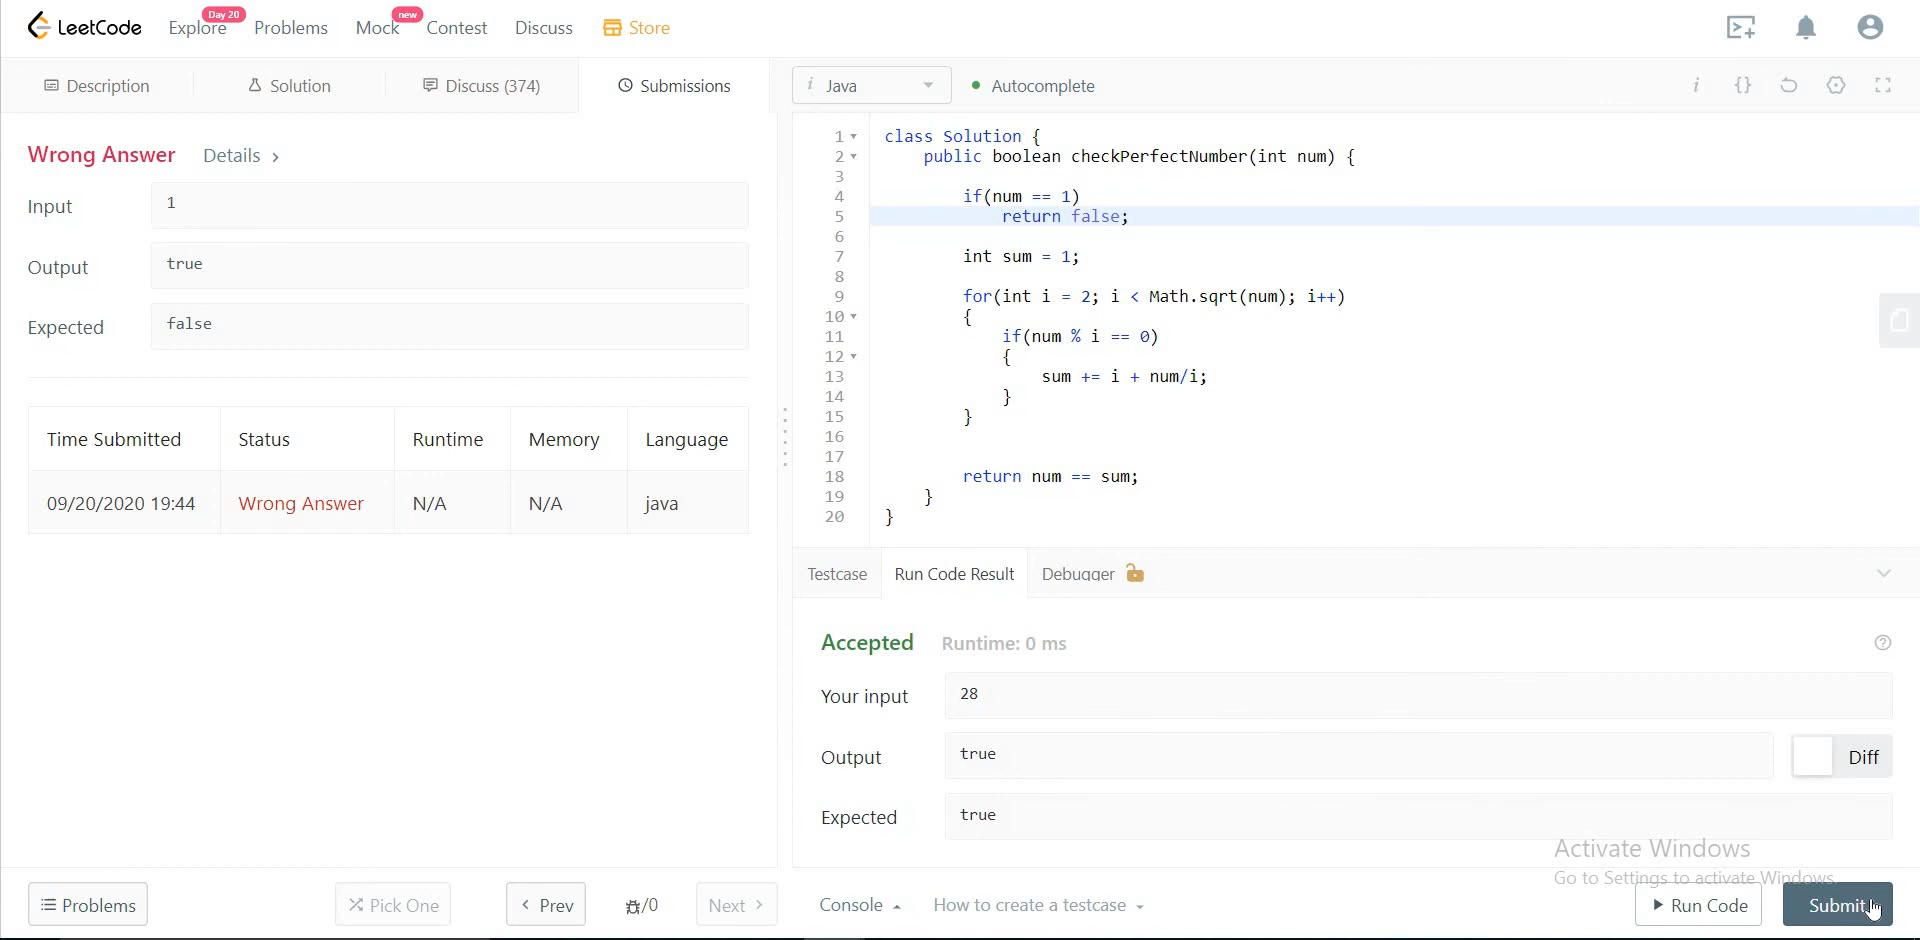 LeetCode Explore Day 20 Problems Mock new Contest Discuss Store
Description Solution Discuss (374) Submissions
i Java Autocomplete i {}
Wrong Answer Details >
Input 1
Output true
Expected false
Time Submitted Status Runtime Memory Language
09/20/2020 19:44 Wrong Answer N/A N/A java
1 class Solution {
2 public boolean checkPerfectNumber(int num) {
3
4 if(num == 1)
5 return false;
6
7 int sum = 1;
8
9 for(int i = 2; i < Math.sqrt(num); i++)
10 {
11 if(num % i == 0)
12 {
13 sum += i + num/i;
14 }
15 }
16
17
18 return num == sum;
19 }
20 }
Testcase Run Code Result Debugger
Accepted Runtime: 0 ms
Your input 28
Output true Diff
Expected true
Activate Windows
Go to Settings to activate Windows.
Problems Pick One < Prev /0 Next > Console How to create a testcase Run Code Submit